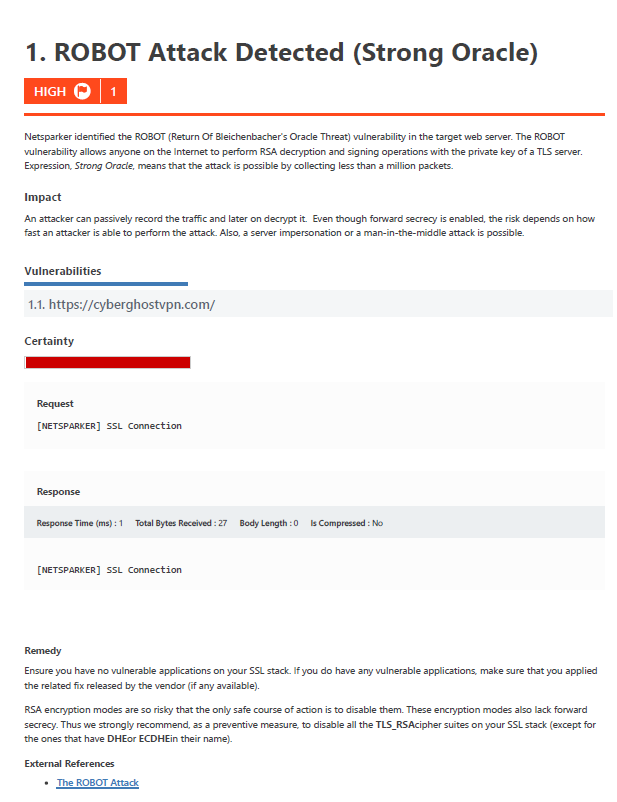 1. ROBOT Attack Detected (Strong Oracle)
HIGH 1
Netsparker identified the ROBOT (Return Of Bleichenbacher's Oracle Threat) vulnerability in the target web server. The ROBOT
vulnerability allows anyone on the Internet to perform RSA decryption and signing operations with the private key of a TLS server.
Expression, Strong Oracle, means that the attack is possible by collecting less than a million packets.
Impact
An attacker can passively record the traffic and later on decrypt it. Even though forward secrecy is enabled, the risk depends on how
fast an attacker is able to perform the attack. Also, a server impersonation or a man-in-the-middle attack is possible.
Vulnerabilities
1.1. https://cyberghostvpn.com/
Certainty
Request
[NETSPARKER] SSL Connection
Response
Response Time (ms) : 1 Total Bytes Received : 27 Body Length : 0 Is Compressed : No
[NETSPARKER] SSL Connection
Remedy
Ensure you have no vulnerable applications on your SSL stack. If you do have any vulnerable applications, make sure that you applied
the related fix released by the vendor (if any available).
RSA encryption modes are so risky that the only safe course of action is to disable them. These encryption modes also lack forward
secrecy. Thus we strongly recommend, as a preventive measure, to disable all the TLS_RSAcipher suites on your SSL stack (except for
the ones that have DHEor ECDHEin their name).
External References
• The ROBOT Attack